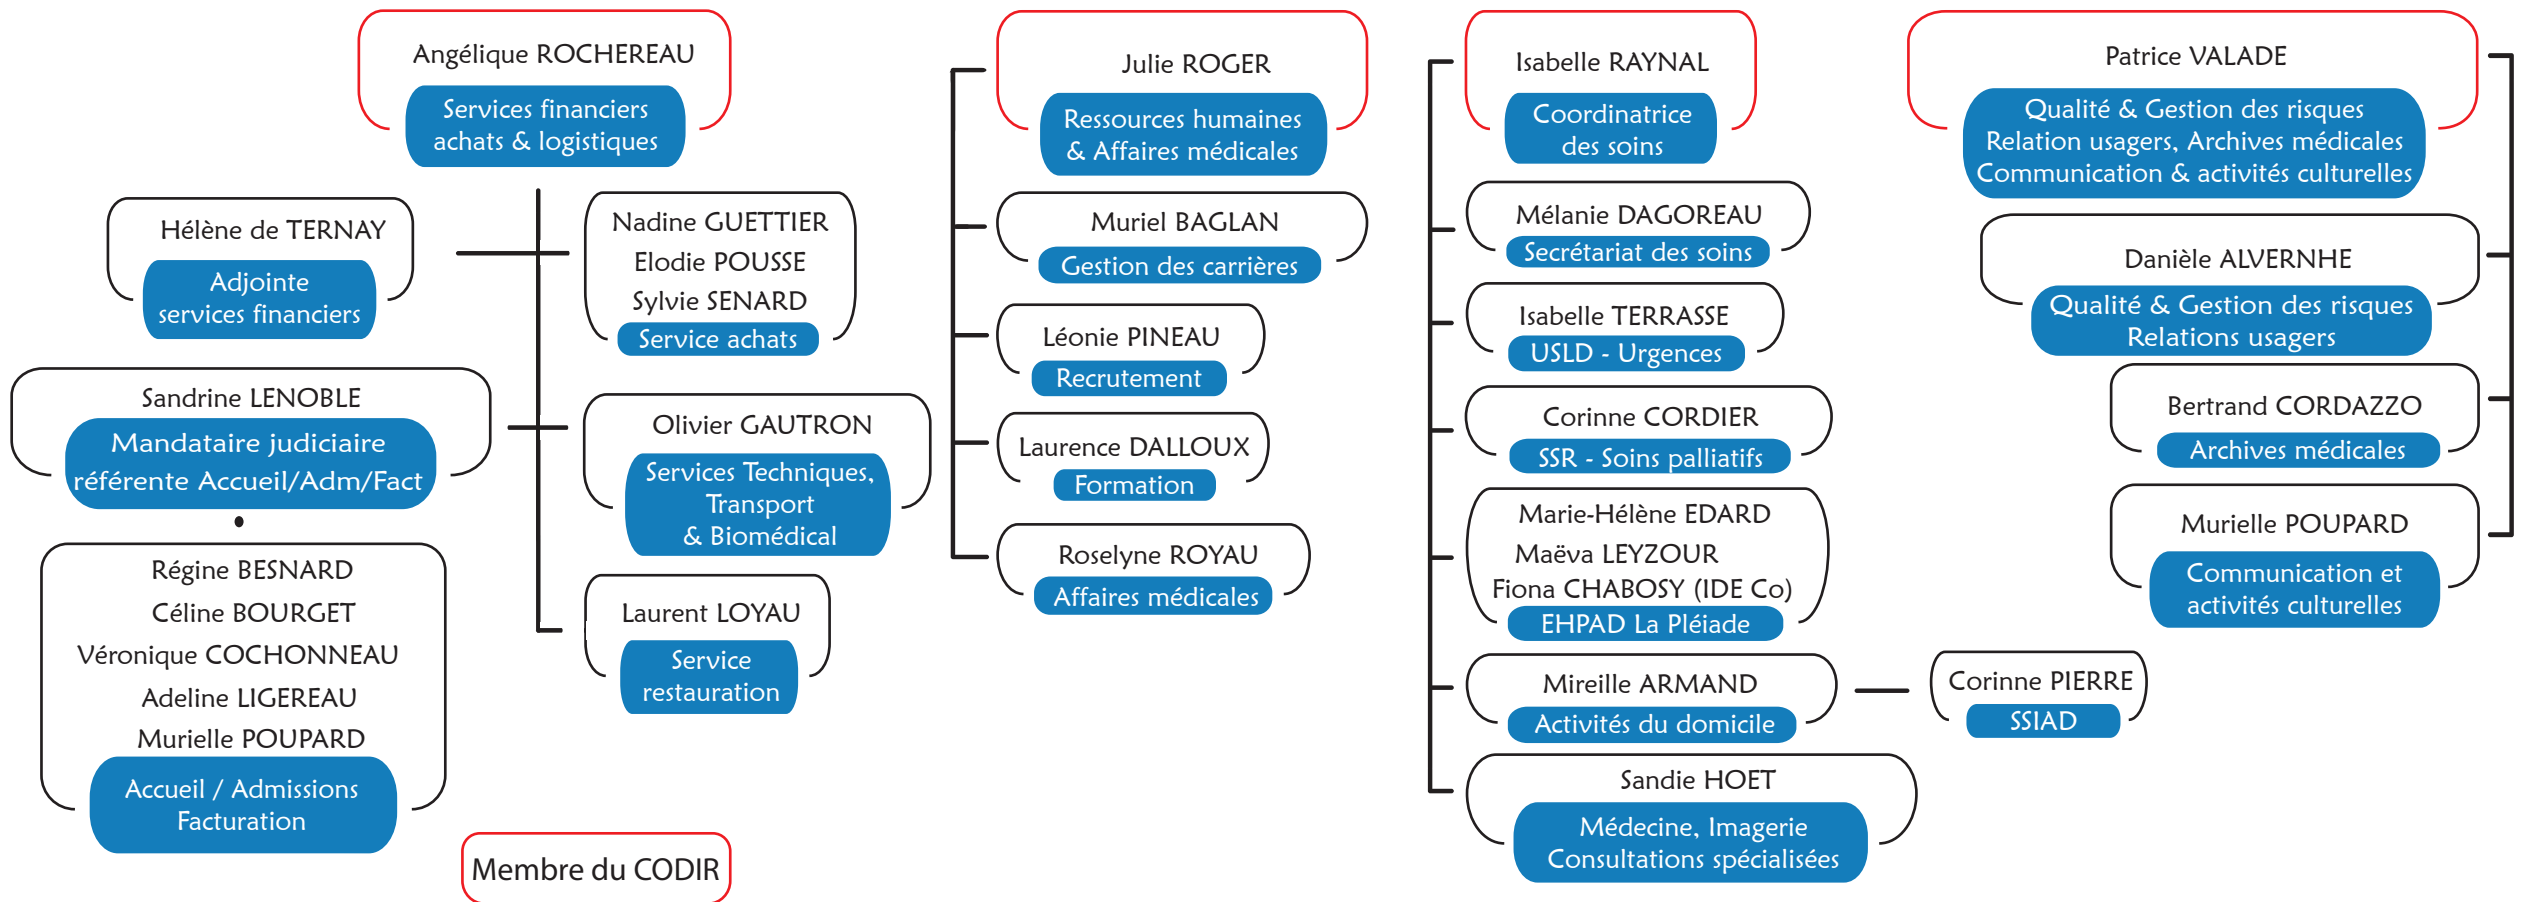 Angélique ROCHEREAU
Services financiers
achats & logistiques
Hélène de TERNAY
Adjointe
services financiers
Nadine GUETTIER
Elodie POUSSE
Sylvie SENARD
Service achats
Sandrine LENOBLE
Mandataire judiciaire
référente Accueil/Adm/Fact
Olivier GAUTRON
Services Techniques,
Transport
& Biomédical
Régine BESNARD
Céline BOURGET
Véronique COCHONNEAU
Adeline LIGEREAU
Murielle POUPARD
Accueil / Admissions
Facturation
Laurent LOYAU
Service
restauration
Membre du CODIR
Julie ROGER
Ressources humaines
& Affaires médicales
Muriel BAGLAN
Gestion des carrières
Léonie PINEAU
Recrutement
Laurence DALLOUX
Formation
Roselyne ROYAU
Affaires médicales
Isabelle RAYNAL
Coordinatrice
des soins
Mélanie DAGOREAU
Secrétariat des soins
Isabelle TERRASSE
USLD - Urgences
Corinne CORDIER
SSR - Soins palliatifs
Marie-Hélène EDARD
Maëva LEYZOUR
Fiona CHABOSY (IDE Co)
EHPAD La Pléiade
Mireille ARMAND
Activités du domicile
Corinne PIERRE
SSIAD
Sandie HOET
Médecine, Imagerie
Consultations spécialisées
Patrice VALADE
Qualité & Gestion des risques
Relation usagers, Archives médicales
Communication & activités culturelles
Danièle ALVERNHE
Qualité & Gestion des risques
Relations usagers
Bertrand CORDAZZO
Archives médicales
Murielle POUPARD
Communication et
activités culturelles